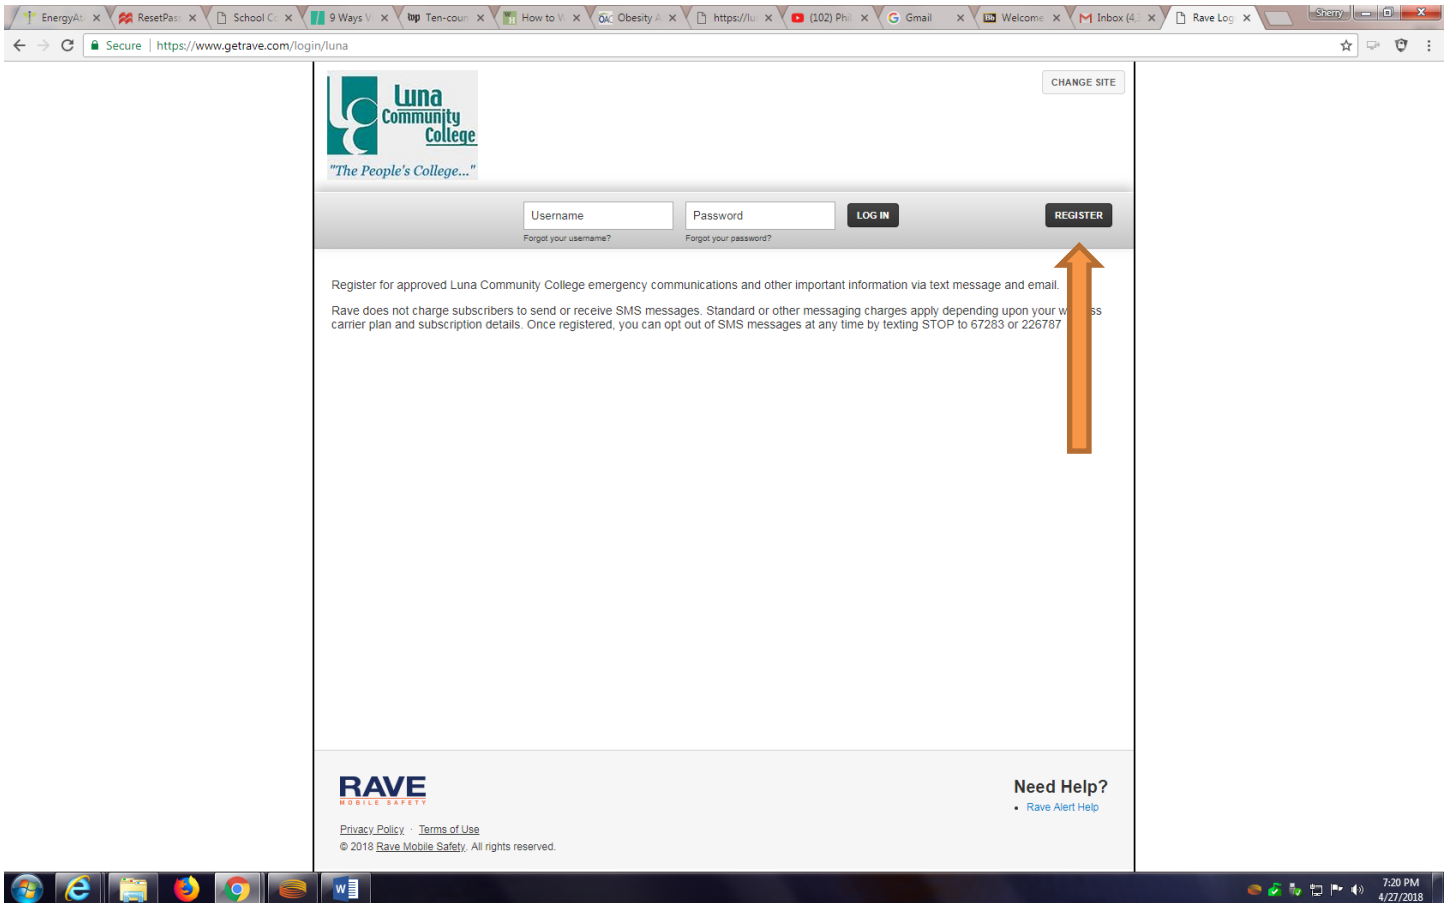 EnergyAt
ResetPas
School Co
9 Ways
Ten-coun
How to
Obesity A
https://lu
(102) Phi
Gmail
Welcome
Inbox (4,
Rave Log
Sherry
Secure | https://www.getrave.com/login/luna
Luna
Community
College
"The People's College..."
CHANGE SITE
Username
Password
LOG IN
REGISTER
Forgot your username?
Forgot your password?
Register for approved Luna Community College emergency communications and other important information via text message and email.
Rave does not charge subscribers to send or receive SMS messages. Standard or other messaging charges apply depending upon your w ss
carrier plan and subscription details. Once registered, you can opt out of SMS messages at any time by texting STOP to 67283 or 226787
RAVE
MOBILE SAFETY
Need Help?
• Rave Alert Help
Privacy Policy · Terms of Use
© 2018 Rave Mobile Safety. All rights reserved.
7:20 PM
4/27/2018